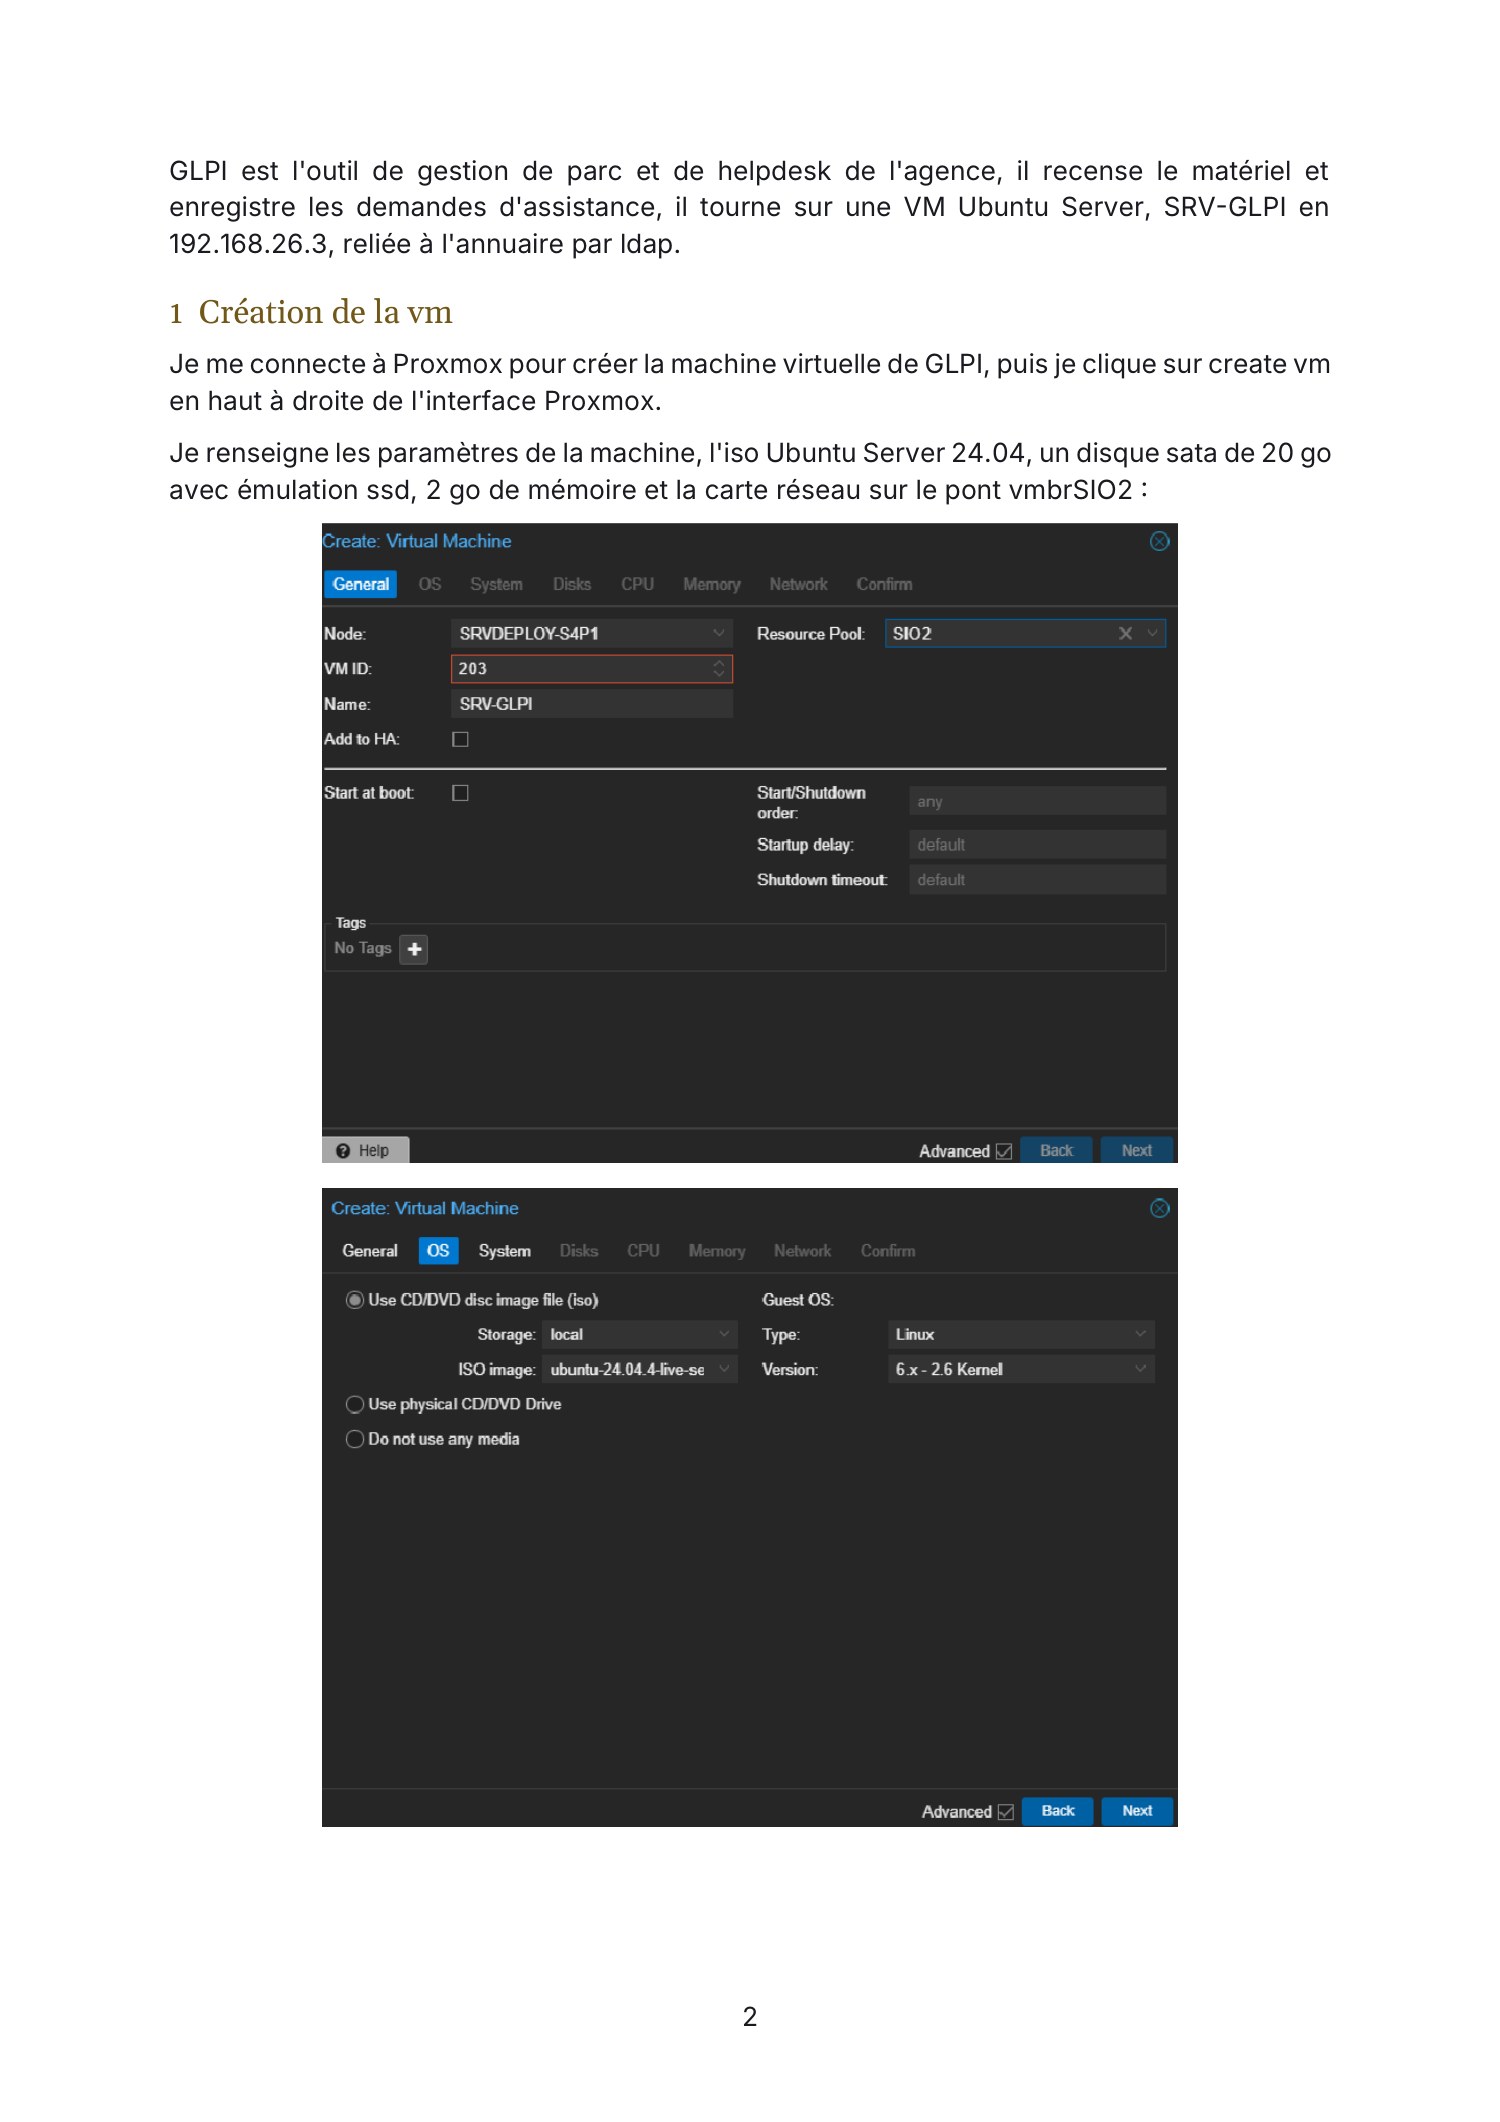 GLPI est l'outil de gestion de parc et de helpdesk de l'agence, il recense le matériel et
enregistre les demandes d'assistance, il tourne sur une VM Ubuntu Server, SRV-GLPI en
192.168.26.3, reliée à l'annuaire par ldap.
1 Création de la vm
Je me connecte à Proxmox pour créer la machine virtuelle de GLPI, puis je clique sur create vm
en haut à droite de l'interface Proxmox.
Je renseigne les paramètres de la machine, l'iso Ubuntu Server 24.04, un disque sata de 20 go
avec émulation ssd, 2 go de mémoire et la carte réseau sur le pont vmbrSIO2 :
Create: Virtual Machine
General OS System Disks CPU Memory Network Confirm
Node: SRVDEPLOY-S4P1 Resource Pool: SIO2
VM ID: 203
Name: SRV-GLPI
Add to HA:
Start at boot: Start/Shutdown order: any
Startup delay: default
Shutdown timeout: default
Tags
No Tags
Help Advanced Back Next
Create: Virtual Machine
General OS System Disks CPU Memory Network Confirm
Use CD/DVD disc image file (iso) Guest OS:
Storage: local Type: Linux
ISO image: ubuntu-24.04.4-live-se Version: 6.x - 2.6 Kernel
Use physical CD/DVD Drive
Do not use any media
Advanced Back Next
2